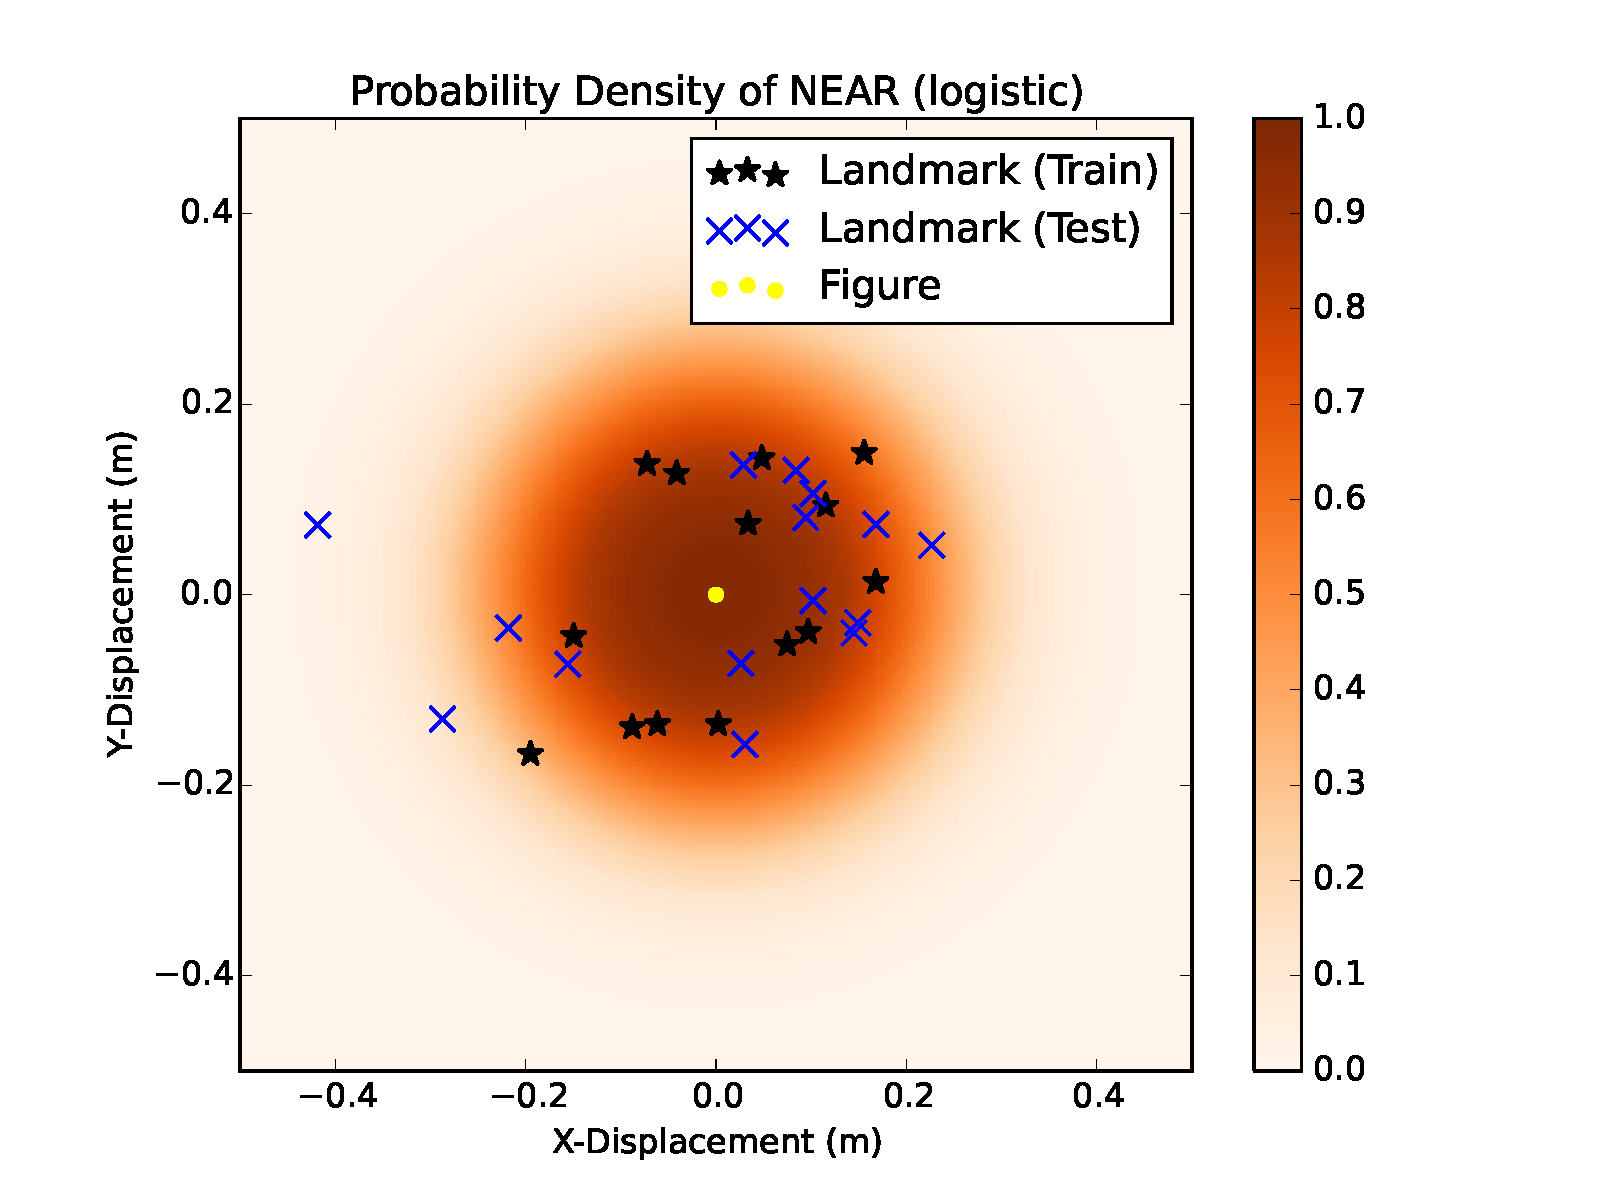 Probability Density of NEAR (logistic)
Landmark (Train)
Landmark (Test)
Figure
Y-Displacement (m)
0.4
0.2
0.0
−0.2
−0.4
−0.4 −0.2 0.0 0.2 0.4
X-Displacement (m)
1.0
0.9
0.8
0.7
0.6
0.5
0.4
0.3
0.2
0.1
0.0